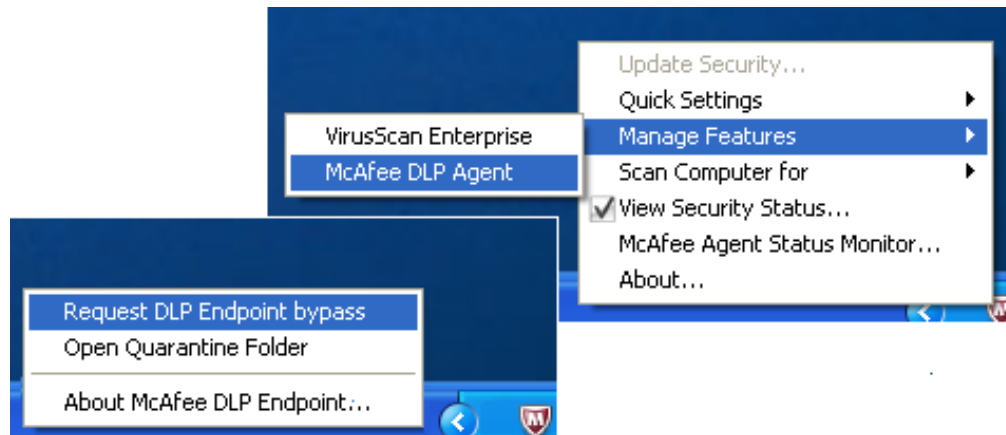 Update Security...
Quick Settings
Manage Features
Scan Computer for
View Security Status...
McAfee Agent Status Monitor...
About...
VirusScan Enterprise
McAfee DLP Agent
Request DLP Endpoint bypass
Open Quarantine Folder
About McAfee DLP Endpoint...